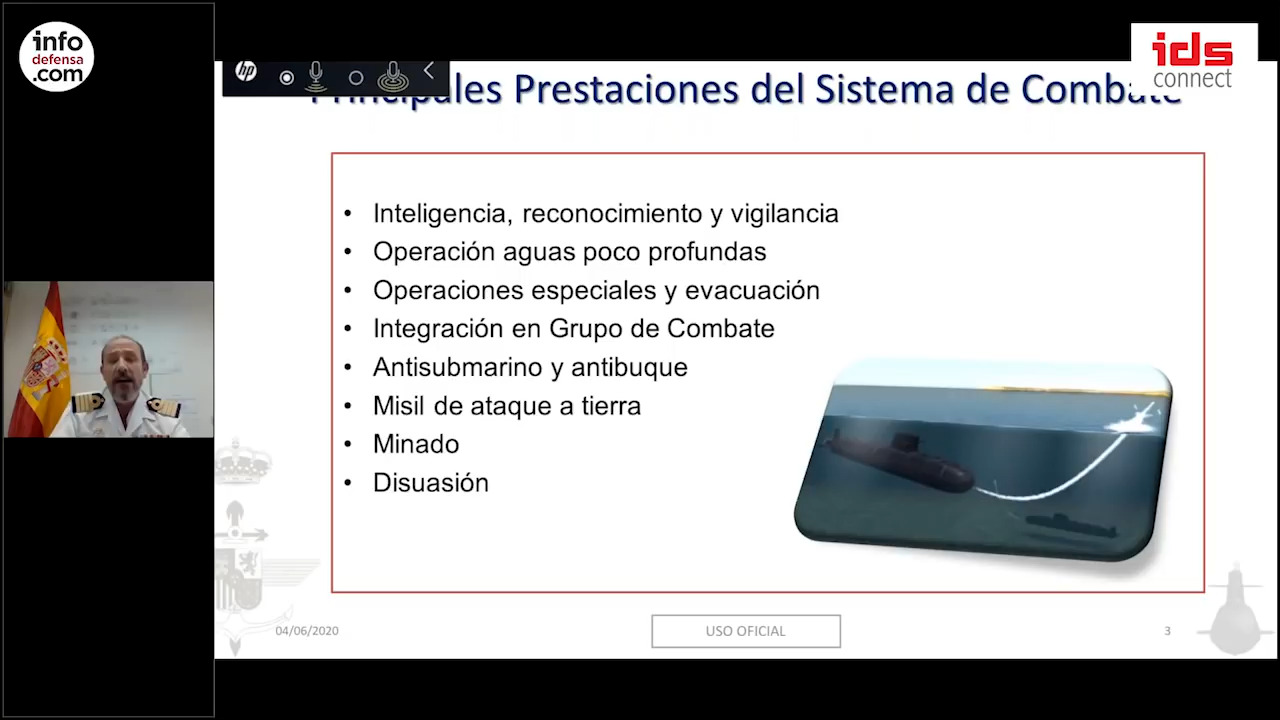 info
defensa
.com
ids
connect
hp
Principales Prestaciones del Sistema de Combate
• Inteligencia, reconocimiento y vigilancia
• Operación aguas poco profundas
• Operaciones especiales y evacuación
• Integración en Grupo de Combate
• Antisubmarino y antibuque
• Misil de ataque a tierra
• Minado
• Disuasión
04/06/2020
USO OFICIAL
3